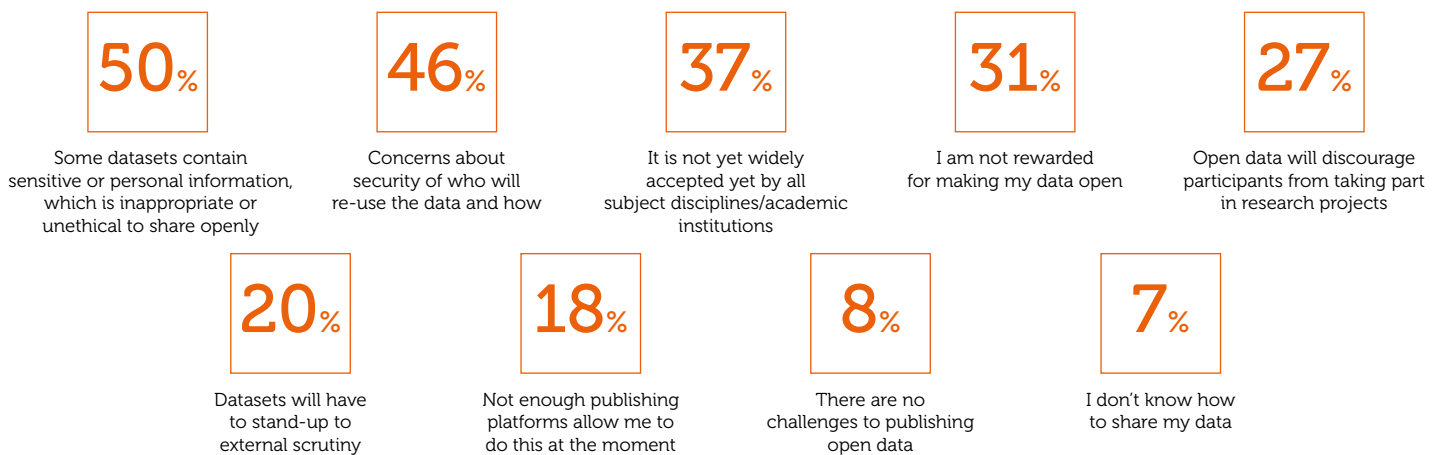 50%
Some datasets contain
sensitive or personal information,
which is inappropriate or
unethical to share openly
46%
Concerns about
security of who will
re-use the data and how
37%
It is not yet widely
accepted yet by all
subject disciplines/academic
institutions
31%
I am not rewarded
for making my data open
27%
Open data will discourage
participants from taking part
in research projects
20%
Datasets will have
to stand-up to
external scrutiny
18%
Not enough publishing
platforms allow me to
do this at the moment
8%
There are no
challenges to publishing
open data
7%
I don't know how
to share my data